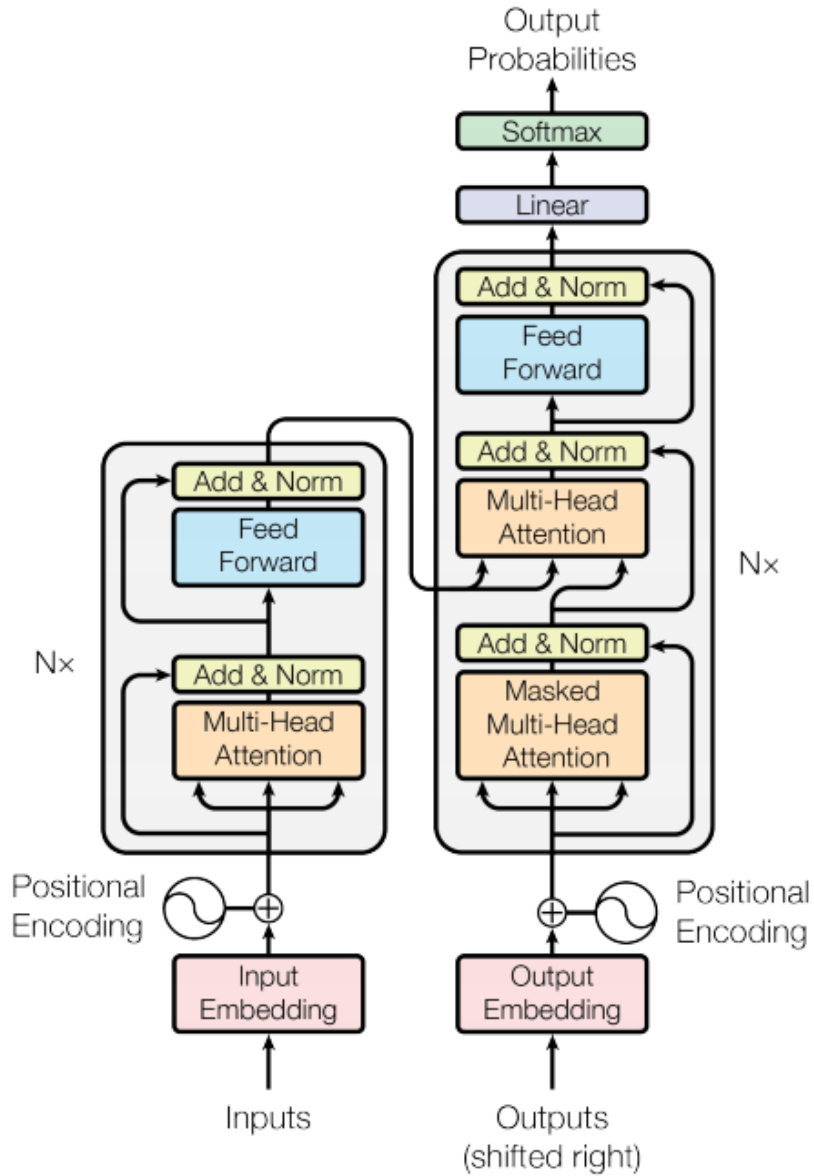 Output
Probabilities
Softmax
Linear
Add & Norm
Feed
Forward
Add & Norm
Multi-Head
Attention
Add & Norm
Masked
Multi-Head
Attention
N×
Add & Norm
Feed
Forward
Add & Norm
Multi-Head
Attention
N×
Positional
Encoding
Positional
Encoding
Input
Embedding
Output
Embedding
Inputs
Outputs
(shifted right)